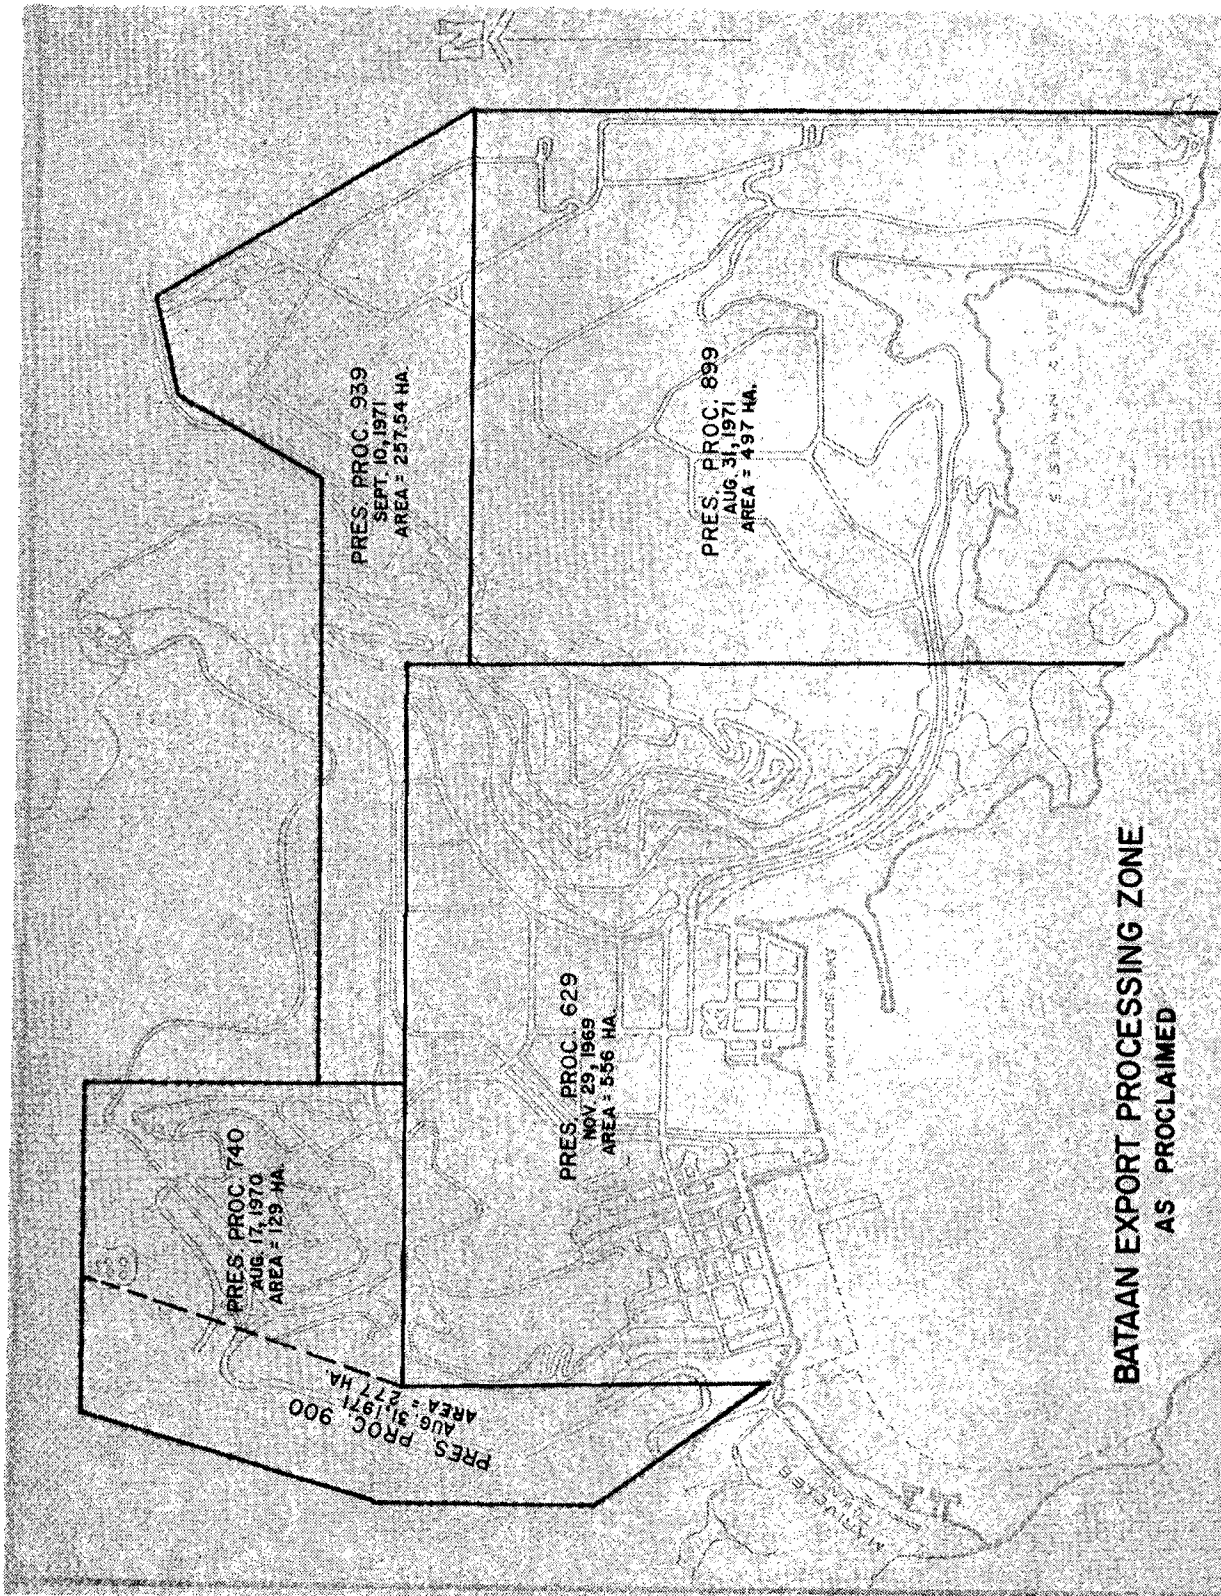 N
PRES. PROC. 740
AUG. 17, 1970
AREA = 129 HA.
PRES. PROC. 939
SEPT. 10, 1971
AREA = 257.54 HA.
PRES. PROC. 900
AUG. 31, 1971
AREA = 277 HA.
PRES. PROC. 629
NOV. 29, 1969
AREA = 556 HA.
PRES. PROC. 899
AUG. 31, 1971
AREA = 497 HA.
MARIVELES BAY
MARIVELES
BATAAN EXPORT PROCESSING ZONE
AS PROCLAIMED